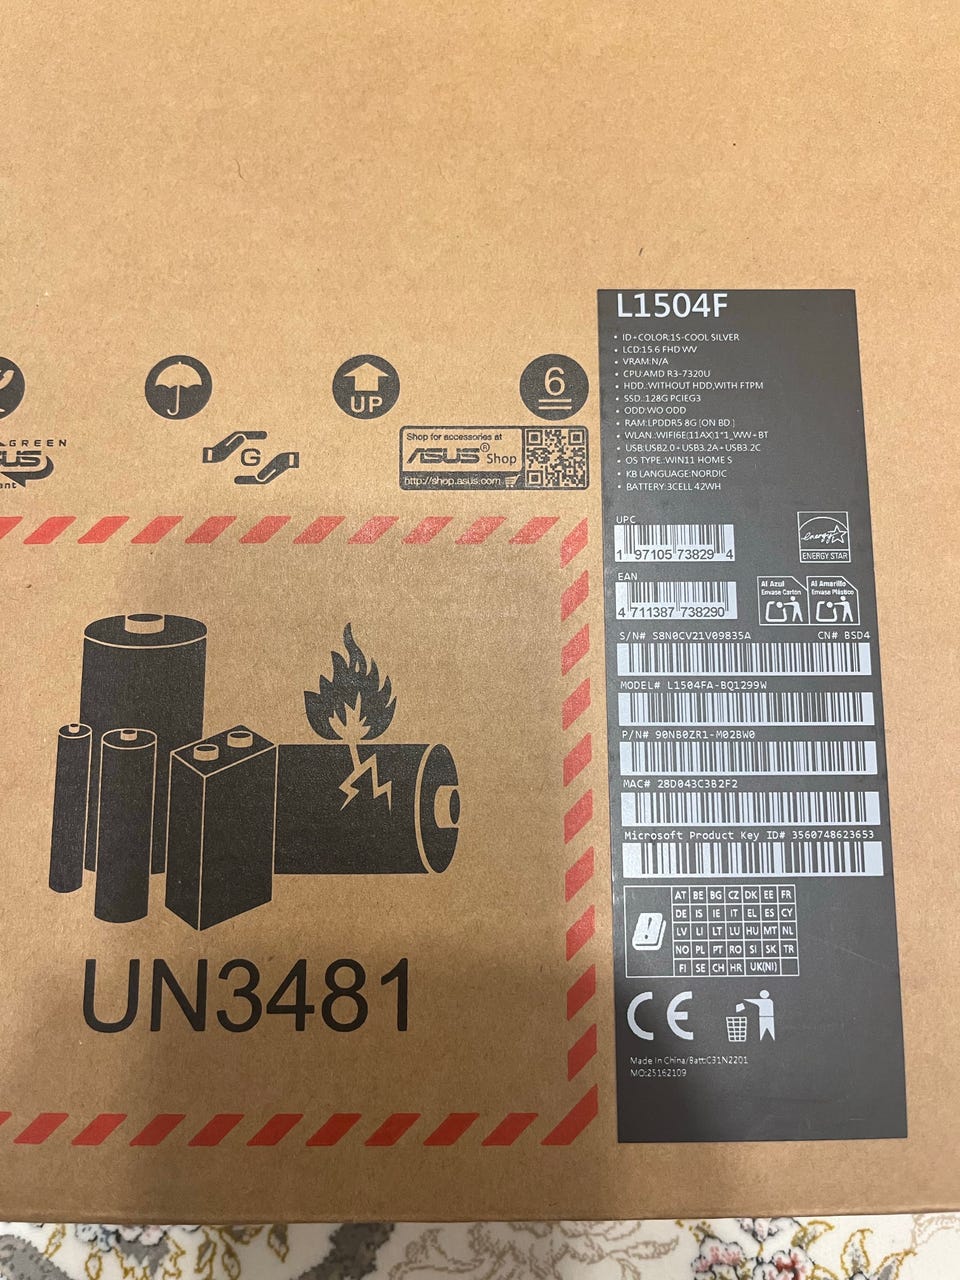 L1504F
• ID+COLOR:1S-COOL SILVER
• LCD:15.6 FHD WV
• VRAM:N/A
• CPU:AMD R3-7320U
• HDD.:WITHOUT HDD,WITH FTPM
• SSD.:128G PCIEG3
• ODD:WO ODD
• RAM:LPDDR5 8G [ON BD.]
• WLAN.:WIFI6E(11AX)1*1_WW+BT
• USB:USB2.0+USB3.2A+USB3.2C
• OS TYPE.:WIN11 HOME S
• KB LANGUAGE:NORDIC
• BATTERY:3CELL 42WH
UP
6
GREEN
G
Shop for accessories at
ASUS® Shop
http://shop.asus.com
UPC
1 97105 73829 4
energy
ENERGY STAR
EAN
4 711387 738290
Al Azul
Envase Cartón
Al Amarillo
Envase Plástico
S/N# S8N0CV21V09835A CN# BSD4
MODEL# L1504FA-BQ1299W
P/N# 90NB0ZR1-M02BW0
MAC# 28D043C3B2F2
Microsoft Product Key ID# 3560748623653
AT BE BG CZ DK EE FR
DE IS IE IT EL ES CY
LV LI LT LU HU MT NL
NO PL PT RO SI SK TR
FI SE CH HR UK(NI)
CE
Made In China/Batt:C31N2201
MO:25162109
UN3481